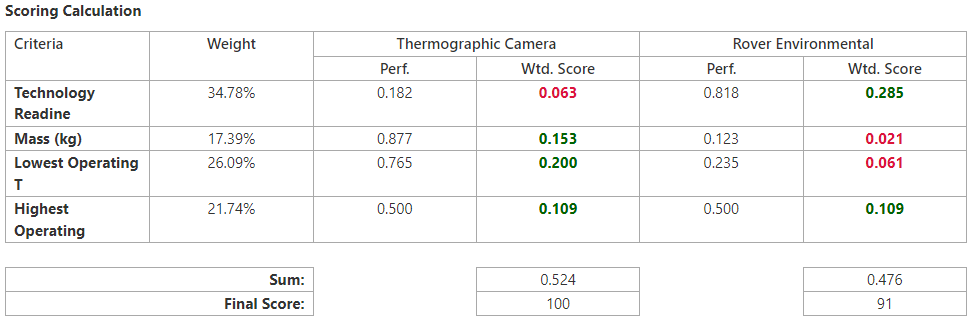 Scoring Calculation
Criteria Weight Thermographic Camera Rover Environmental
Perf. Wtd. Score Perf. Wtd. Score
Technology
Readine 34.78% 0.182 0.063 0.818 0.285
Mass (kg) 17.39% 0.877 0.153 0.123 0.021
Lowest Operating
T 26.09% 0.765 0.200 0.235 0.061
Highest
Operating 21.74% 0.500 0.109 0.500 0.109
Sum: 0.524 0.476
Final Score: 100 91